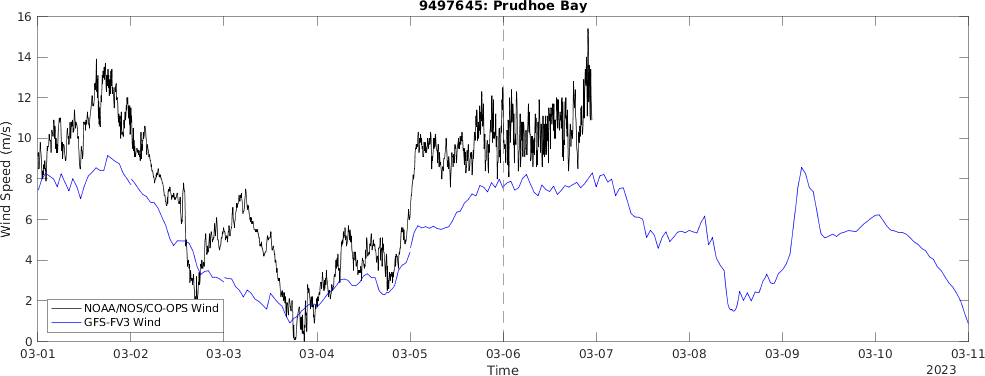 9497645: Prudhoe Bay
Wind Speed (m/s)
16
14
12
10
8
6
4
2
0
NOAA/NOS/CO-OPS Wind
GFS-FV3 Wind
03-01 03-02 03-03 03-04 03-05 03-06 03-07 03-08 03-09 03-10 03-11
Time
2023